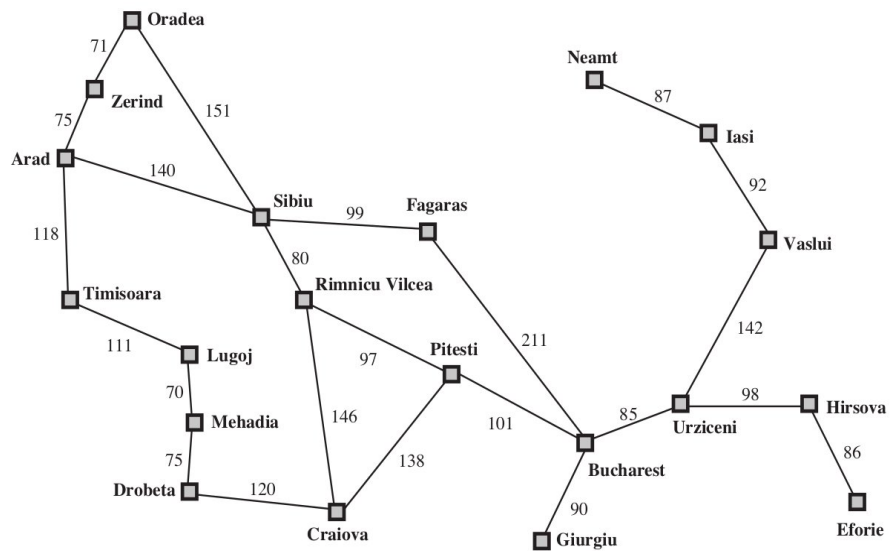 Oradea
71
Neamt
87
Zerind
151
75
Iasi
Arad
140
92
Sibiu
Fagaras
99
118
Vaslui
80
Timisoara
Rimnicu Vilcea
142
111
Lugoj
97
Pitesti
211
70
98
Hirsova
146
101
85
Mehadia
Urziceni
75
138
86
Bucharest
Drobeta
120
90
Craiova
Giurgiu
Eforie